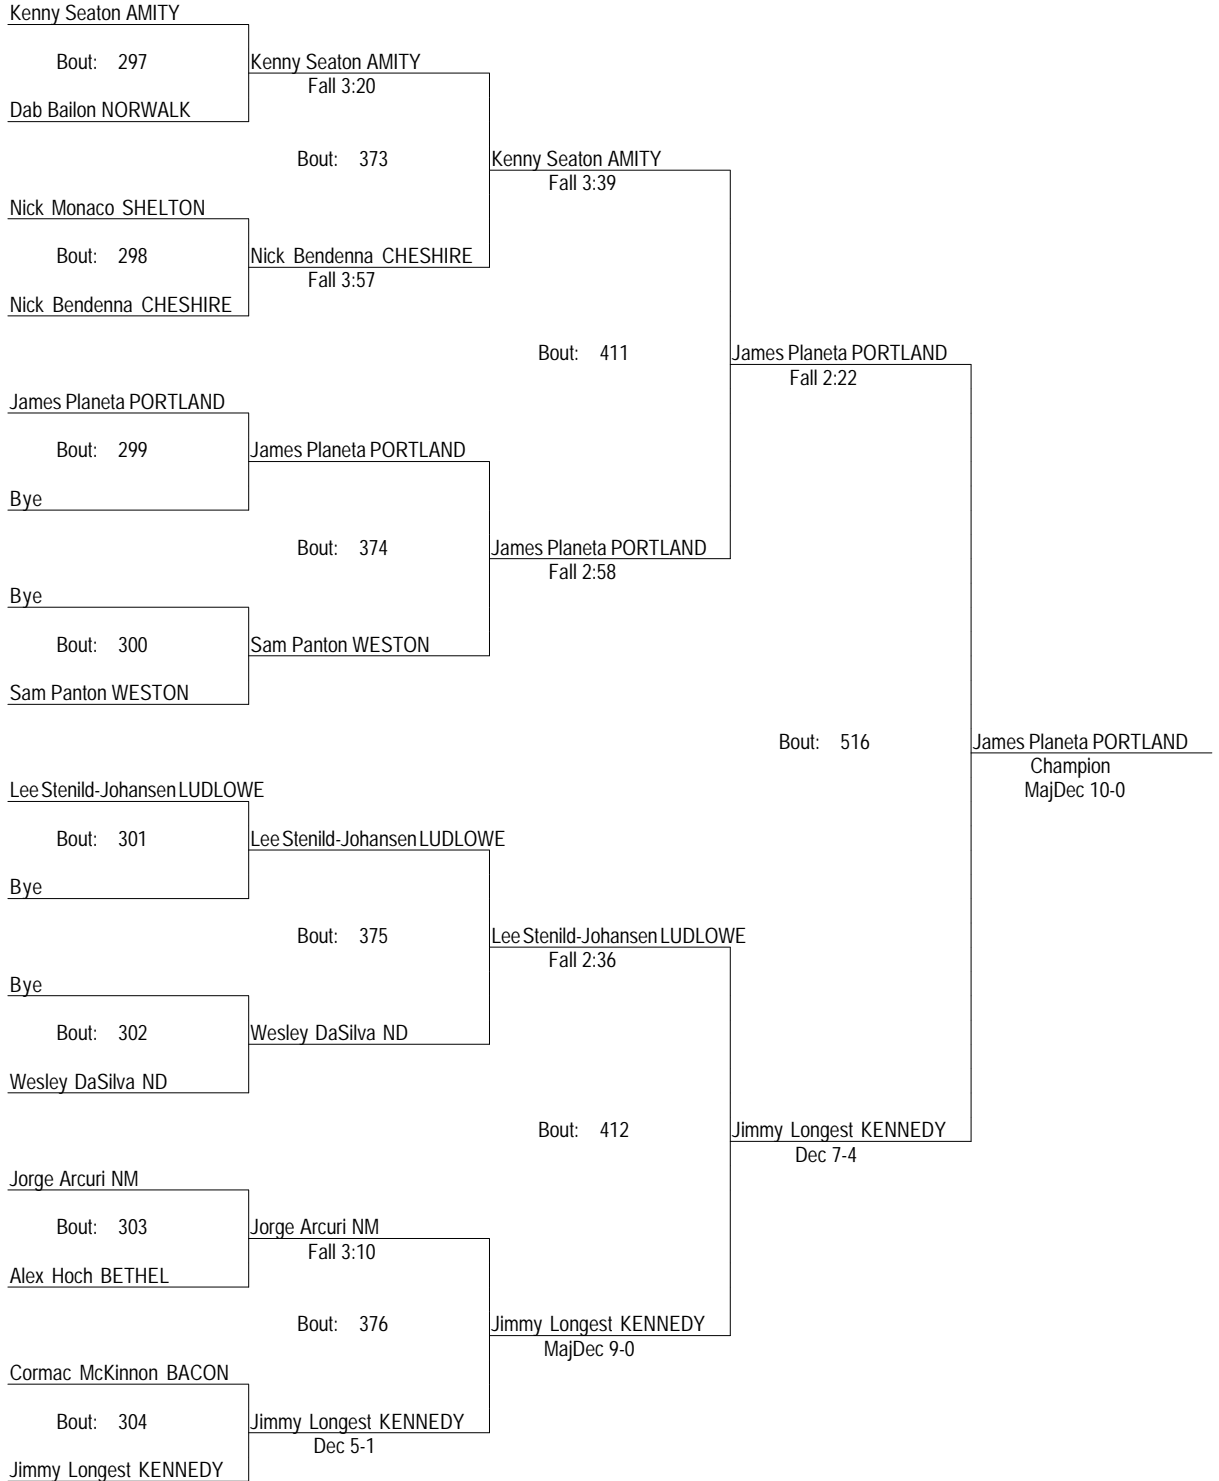 Kenny Seaton AMITY
Bout: 297
Kenny Seaton AMITY
Fall 3:20
Dab Bailon NORWALK
Bout: 373
Kenny Seaton AMITY
Fall 3:39
Nick Monaco SHELTON
Bout: 298
Nick Bendenna CHESHIRE
Fall 3:57
Nick Bendenna CHESHIRE
Bout: 411
James Planeta PORTLAND
Fall 2:22
James Planeta PORTLAND
Bout: 299
James Planeta PORTLAND
Bye
Bout: 374
James Planeta PORTLAND
Fall 2:58
Bye
Bout: 300
Sam Panton WESTON
Sam Panton WESTON
Bout: 516
James Planeta PORTLAND
Champion
MajDec 10-0
Lee Stenild-Johansen LUDLOWE
Bout: 301
Lee Stenild-Johansen LUDLOWE
Bye
Bout: 375
Lee Stenild-Johansen LUDLOWE
Fall 2:36
Bye
Bout: 302
Wesley DaSilva ND
Wesley DaSilva ND
Bout: 412
Jimmy Longest KENNEDY
Dec 7-4
Jorge Arcuri NM
Bout: 303
Jorge Arcuri NM
Fall 3:10
Alex Hoch BETHEL
Bout: 376
Jimmy Longest KENNEDY
MajDec 9-0
Cormac McKinnon BACON
Bout: 304
Jimmy Longest KENNEDY
Dec 5-1
Jimmy Longest KENNEDY